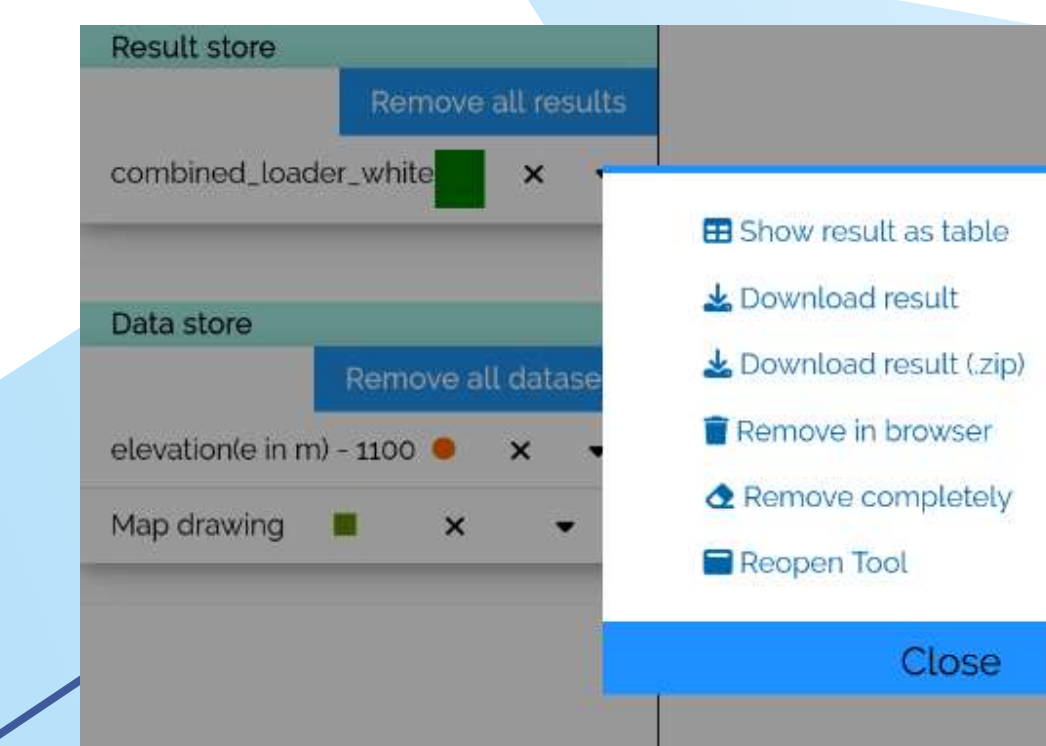 Result store
Remove all results
combined_loader_white
Show result as table
Download result
Download result (.zip)
Remove in browser
Remove completely
Reopen Tool
Close
Data store
Remove all datase
elevation(e in m) - 1100
Map drawing